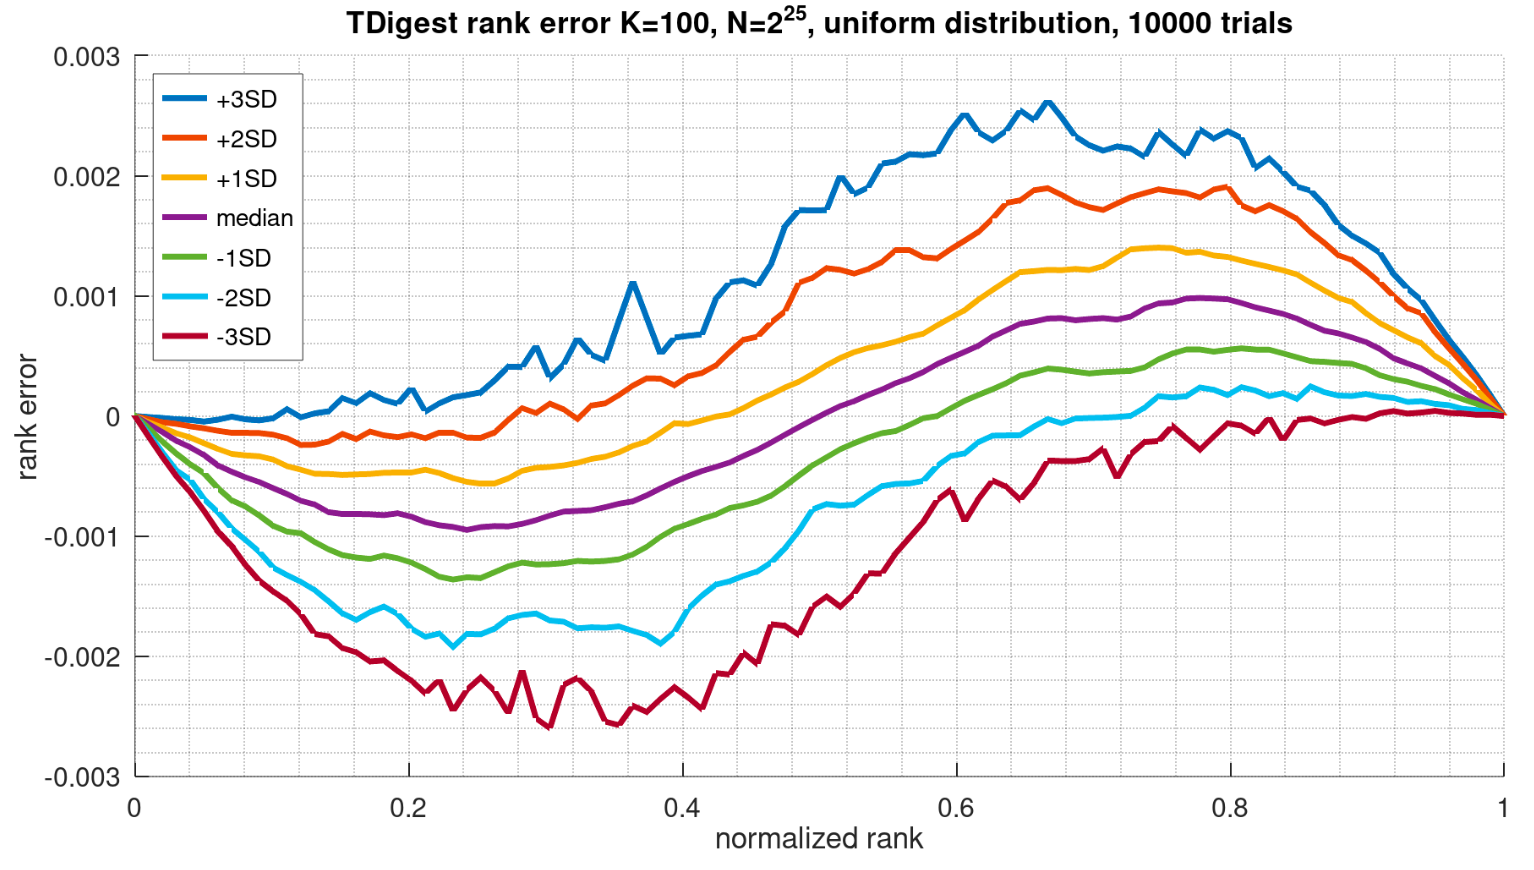 TDigest rank error K=100, N=2^25, uniform distribution, 10000 trials
0.003
0.002
0.001
0
-0.001
-0.002
-0.003
rank error
+3SD
+2SD
+1SD
median
-1SD
-2SD
-3SD
0 0.2 0.4 0.6 0.8 1
normalized rank